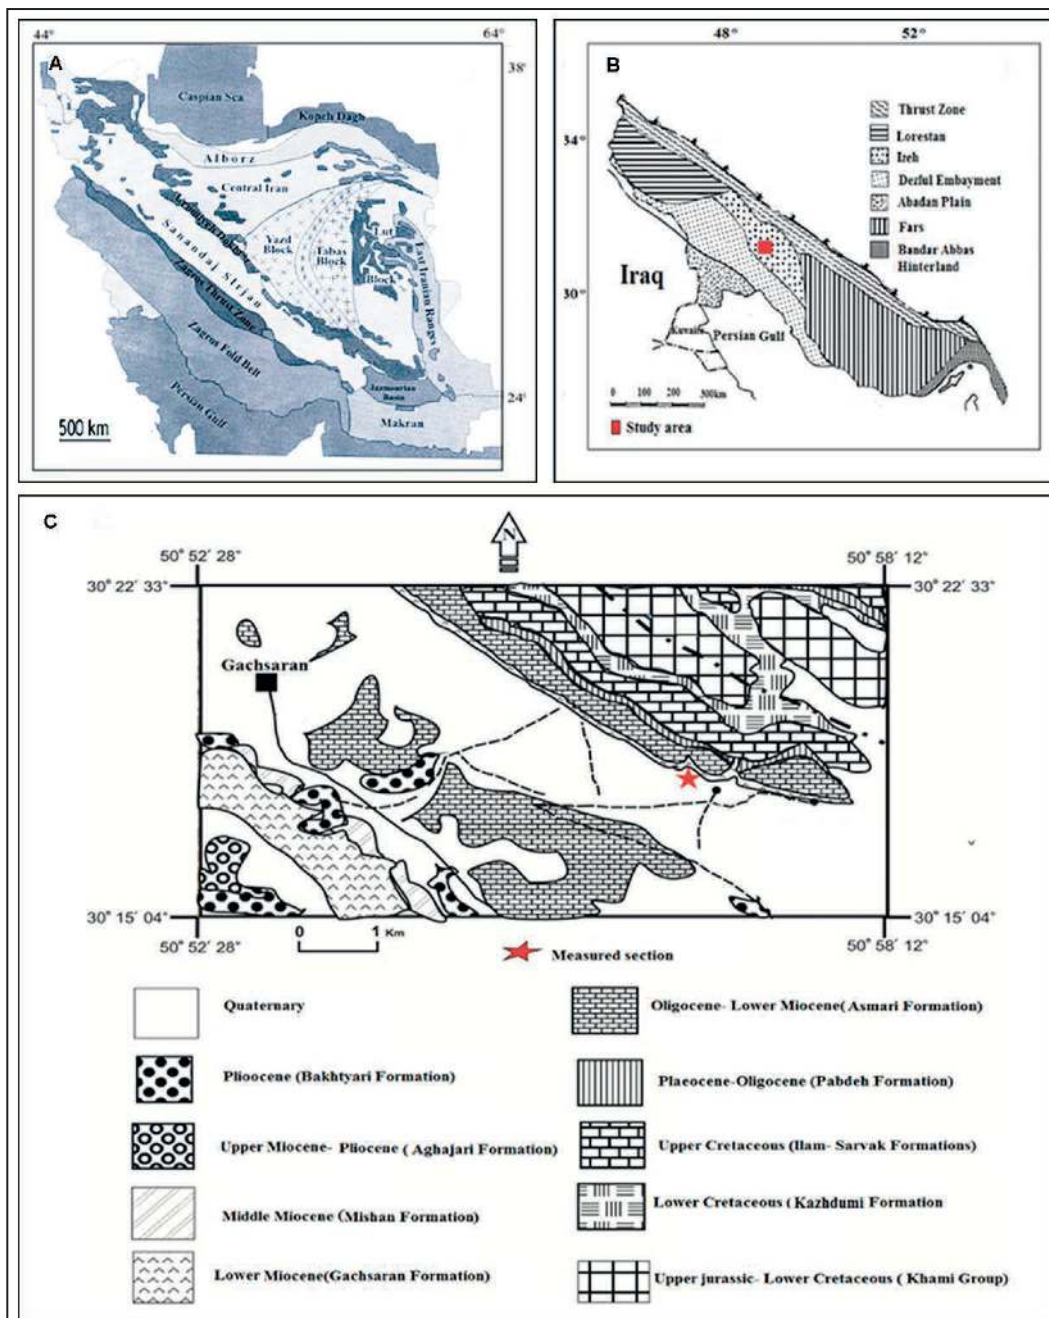 44°
64°
A
38'
Caspian Sea
Kopeh Dagh
Alborz
Central Iran
Yazd
Block
Tabas
Block
Lut
Block
East Iranian Ranges
Sanandaj Sirjan
Zagros Thrust Zone
Zagros Fold Belt
Persian Gulf
Jazmourian
Basin
24'
Makran
500 km
48°
52°
B
34°
30°
Thrust Zone
Lorestan
Izeh
Dezful Embayment
Abadan Plain
Fars
Bandar Abbas
Hinterland
Iraq
Kuwait
Persian Gulf
0 100 200 300km
Study area
C
N
50° 52′ 28″
50° 58′ 12″
30° 22′ 33″
30° 22′ 33″
Gachsaran
30° 15′ 04″
30° 15′ 04″
50° 52′ 28″
50° 58′ 12″
0 1 Km
Measured section
Quaternary
Oligocene- Lower Miocene( Asmari Formation)
Plioocene (Bakhtyari Formation)
Plaeocene-Oligocene (Pabdeh Formation)
Upper Miocene- Pliocene ( Aghajari Formation)
Upper Cretaceous (Ilam- Sarvak Formations)
Middle Miocene (Mishan Formation)
Lower Cretaceous ( Kazhdumi Formation
Lower Miocene(Gachsaran Formation)
Upper jurassic- Lower Cretaceous ( Khami Group)